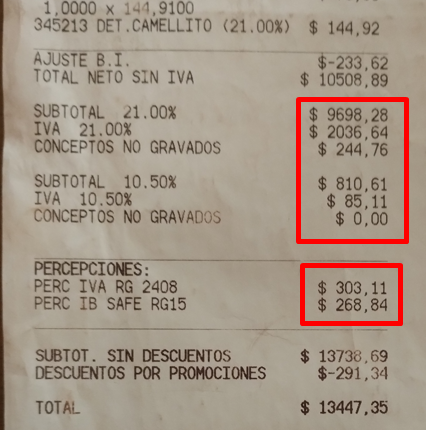 1,0000 x 144,9100
345213 DET.CAMELLITO (21.00%) $ 144,92
AJUSTE B.I. $-233,62
TOTAL NETO SIN IVA $ 10508,89
SUBTOTAL 21.00% $ 9698,28
IVA 21.00% $ 2036,64
CONCEPTOS NO GRAVADOS $ 244,76
SUBTOTAL 10.50% $ 810,61
IVA 10.50% $ 85,11
CONCEPTOS NO GRAVADOS $ 0,00
PERCEPCIONES:
PERC IVA RG 2408 $ 303,11
PERC IB SAFE RG15 $ 268,84
SUBTOT. SIN DESCUENTOS $ 13738,69
DESCUENTOS POR PROMOCIONES $-291,34
TOTAL $ 13447,35